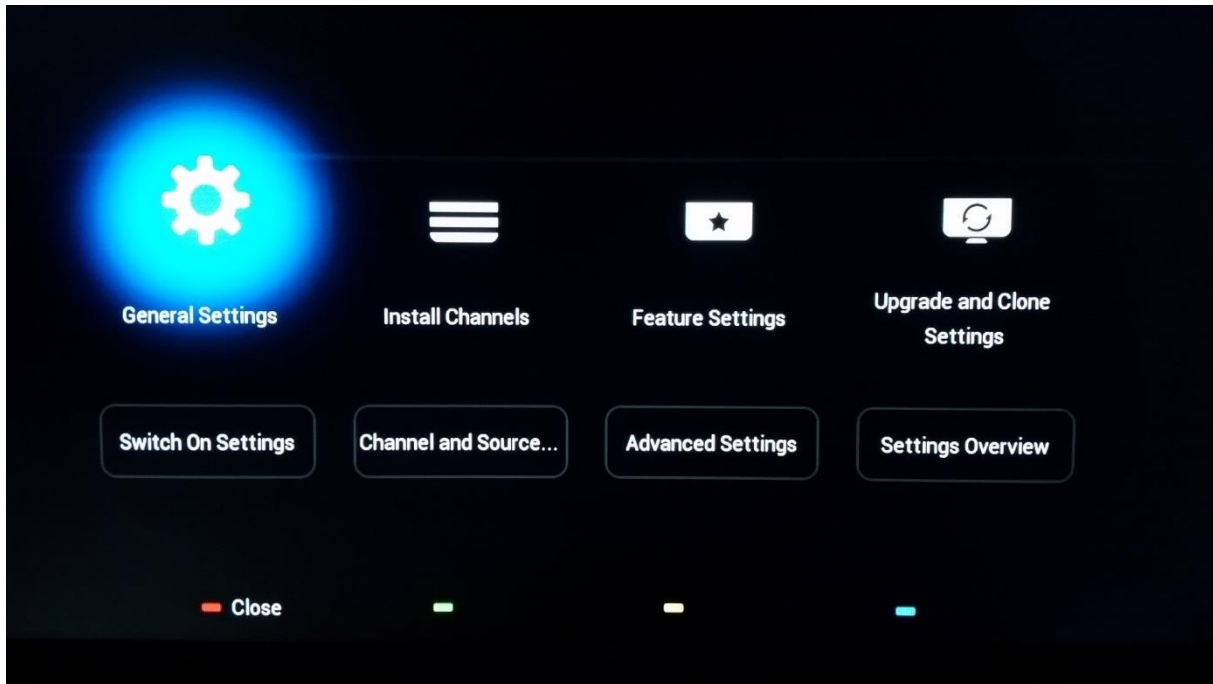 General Settings
Install Channels
Feature Settings
Upgrade and Clone
Settings
Switch On Settings
Channel and Source...
Advanced Settings
Settings Overview
Close